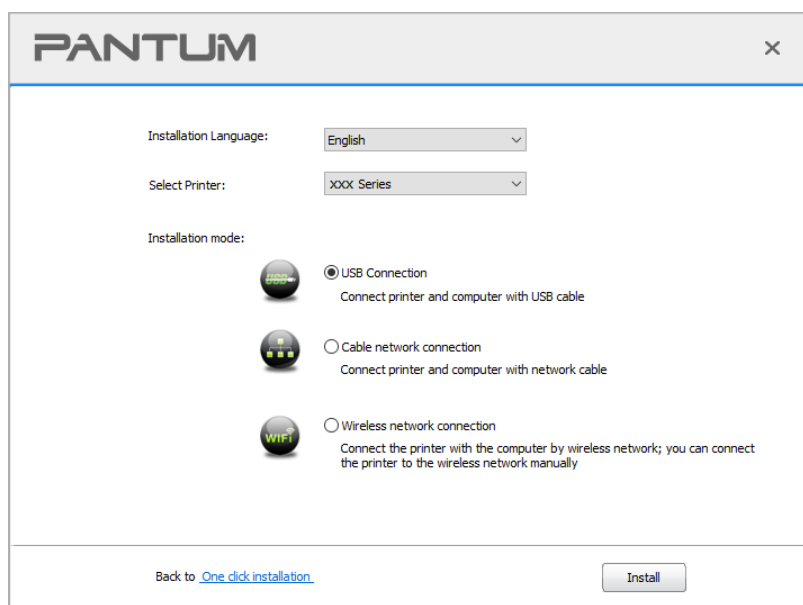 PANTUM
Installation Language:
English
Select Printer:
XXX Series
Installation mode:
USB
USB Connection
Connect printer and computer with USB cable
Cable network connection
Connect printer and computer with network cable
WIFI
Wireless network connection
Connect the printer with the computer by wireless network; you can connect
the printer to the wireless network manually
Back to One click installation
Install